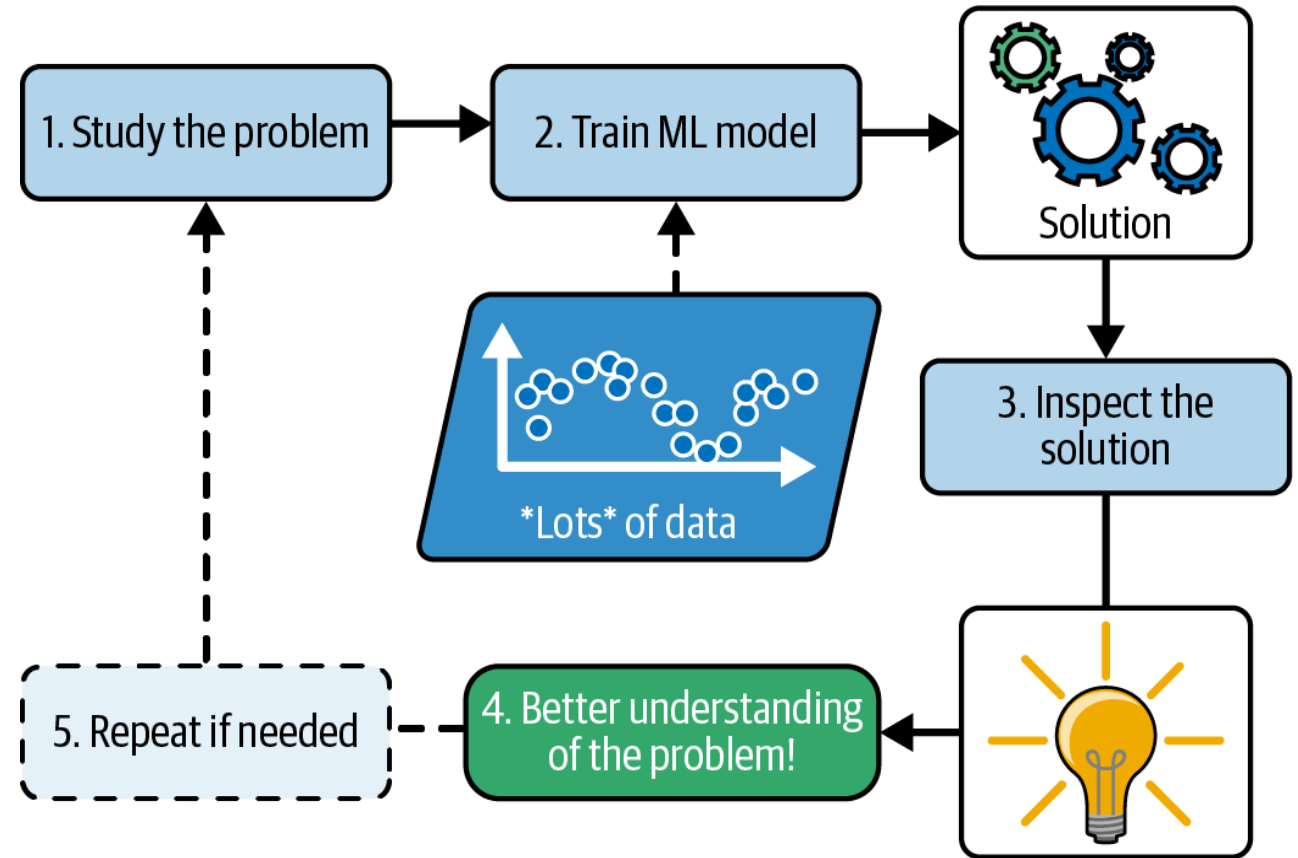 1. Study the problem
2. Train ML model
Solution
*Lots* of data
3. Inspect the
solution
4. Better understanding
of the problem!
5. Repeat if needed